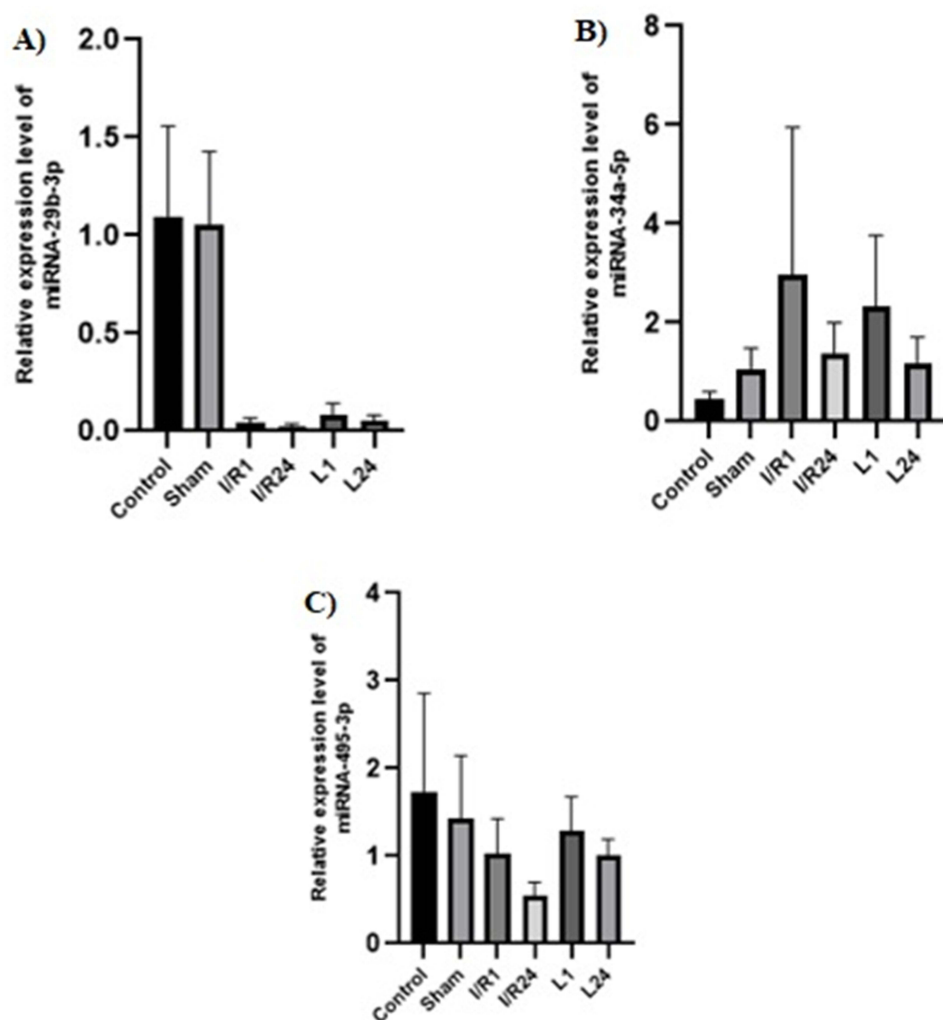 A)
Relative expression level of
miRNA-29b-3p
2.0
1.5
1.0
0.5
0.0
Control
Sham
I/R1
I/R24
L1
L24
B)
Relative expression level of
miRNA-34a-5p
8
6
4
2
0
Control
Sham
I/R1
I/R24
L1
L24
C)
Relative expression level of
miRNA-495-3p
4
3
2
1
0
Control
Sham
I/R1
I/R24
L1
L24